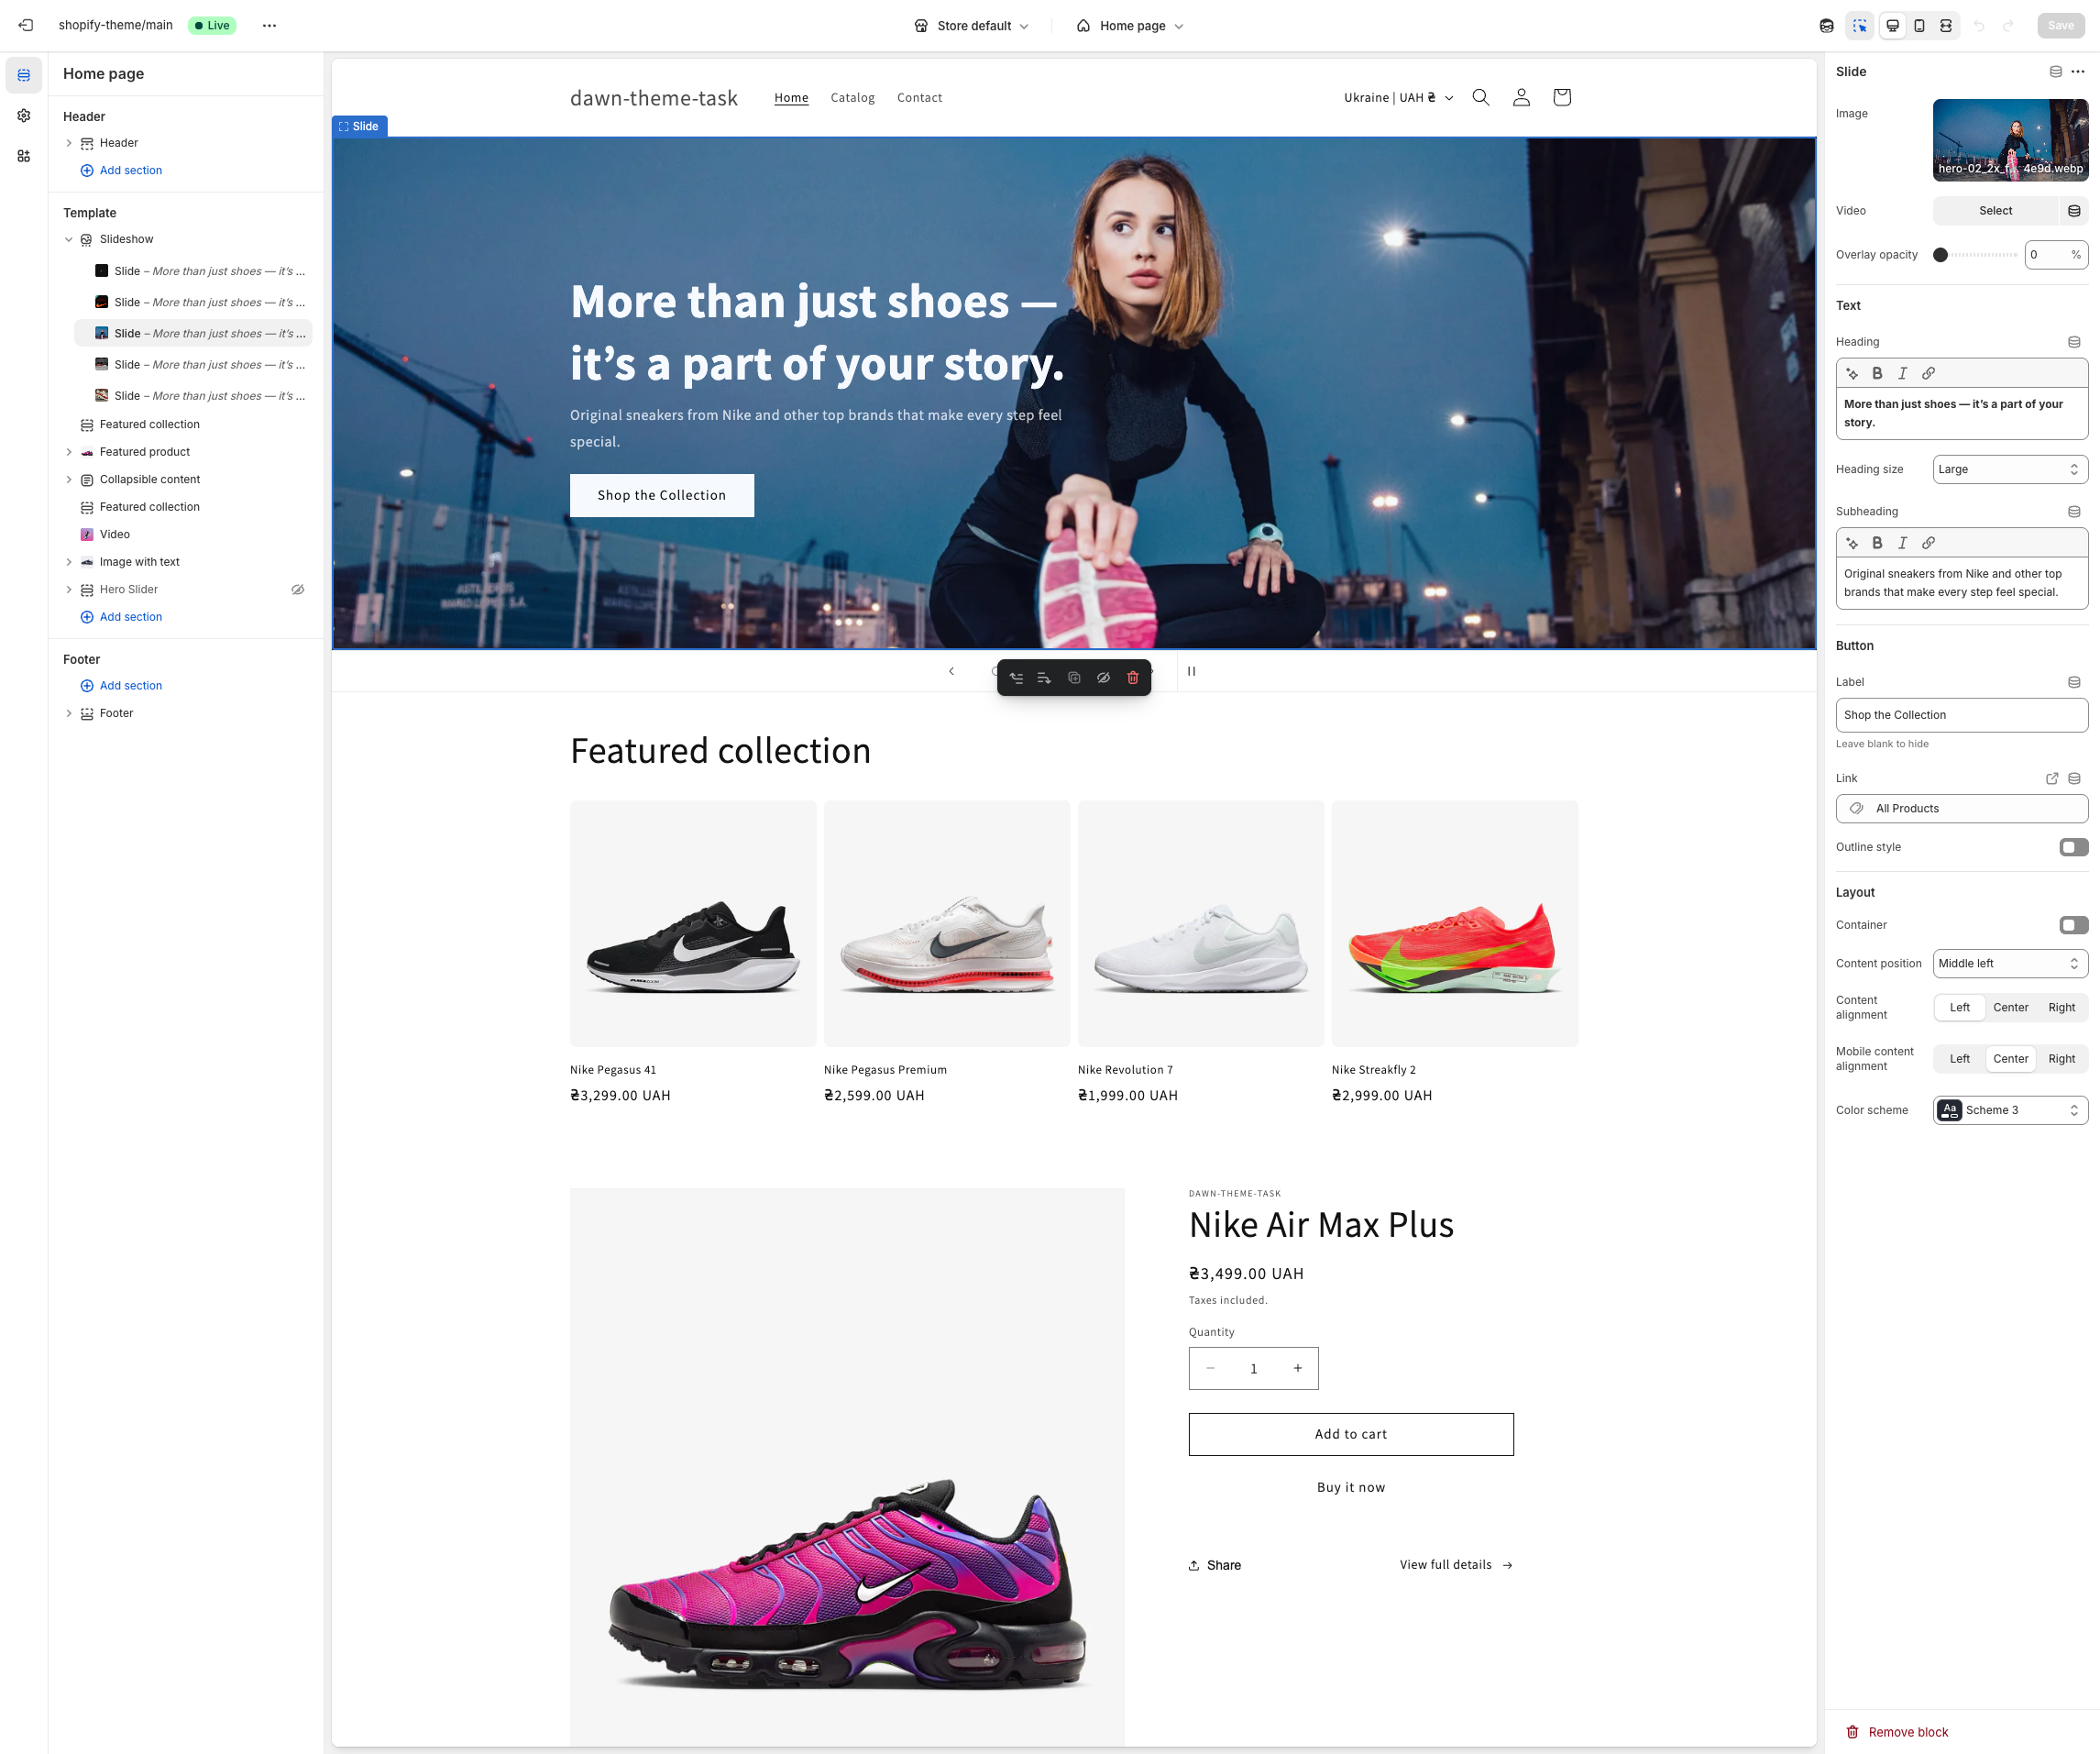 shopify-theme/main
Live
Store default
Home page
Save
Home page
Header
Header
Add section
Template
Slideshow
Slide – More than just shoes — it’s ...
Slide – More than just shoes — it’s ...
Slide – More than just shoes — it’s ...
Slide – More than just shoes — it’s ...
Slide – More than just shoes — it’s ...
Featured collection
Featured product
Collapsible content
Featured collection
Video
Image with text
Hero Slider
Add section
Footer
Add section
Footer
dawn-theme-task
Home
Catalog
Contact
Ukraine | UAH ₴
Slide
More than just shoes —
it’s a part of your story.
Original sneakers from Nike and other top brands that make every step feel
special.
Shop the Collection
Featured collection
Nike Pegasus 41
₴3,299.00 UAH
Nike Pegasus Premium
₴2,599.00 UAH
Nike Revolution 7
₴1,999.00 UAH
Nike Streakfly 2
₴2,999.00 UAH
DAWN-THEME-TASK
Nike Air Max Plus
₴3,499.00 UAH
Taxes included.
Quantity
1
Add to cart
Buy it now
Share
View full details
Slide
Image
4e9d.webp
Video
Select
Overlay opacity
0 %
Text
Heading
B I
More than just shoes — it’s a part of your
story.
Heading size
Large
Subheading
B I
Original sneakers from Nike and other top
brands that make every step feel special.
Button
Label
Shop the Collection
Leave blank to hide
Link
All Products
Outline style
Layout
Container
Content position
Middle left
Content
alignment
Left
Center
Right
Mobile content
alignment
Left
Center
Right
Color scheme
Aa
Scheme 3
Remove block